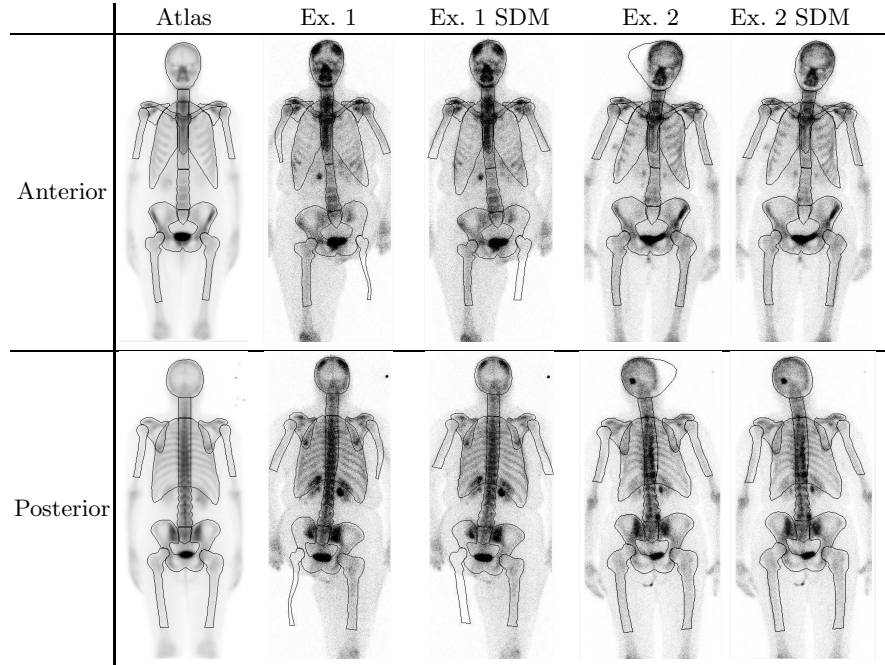 Atlas Ex. 1 Ex. 1 SDM Ex. 2 Ex. 2 SDM
Anterior
Posterior